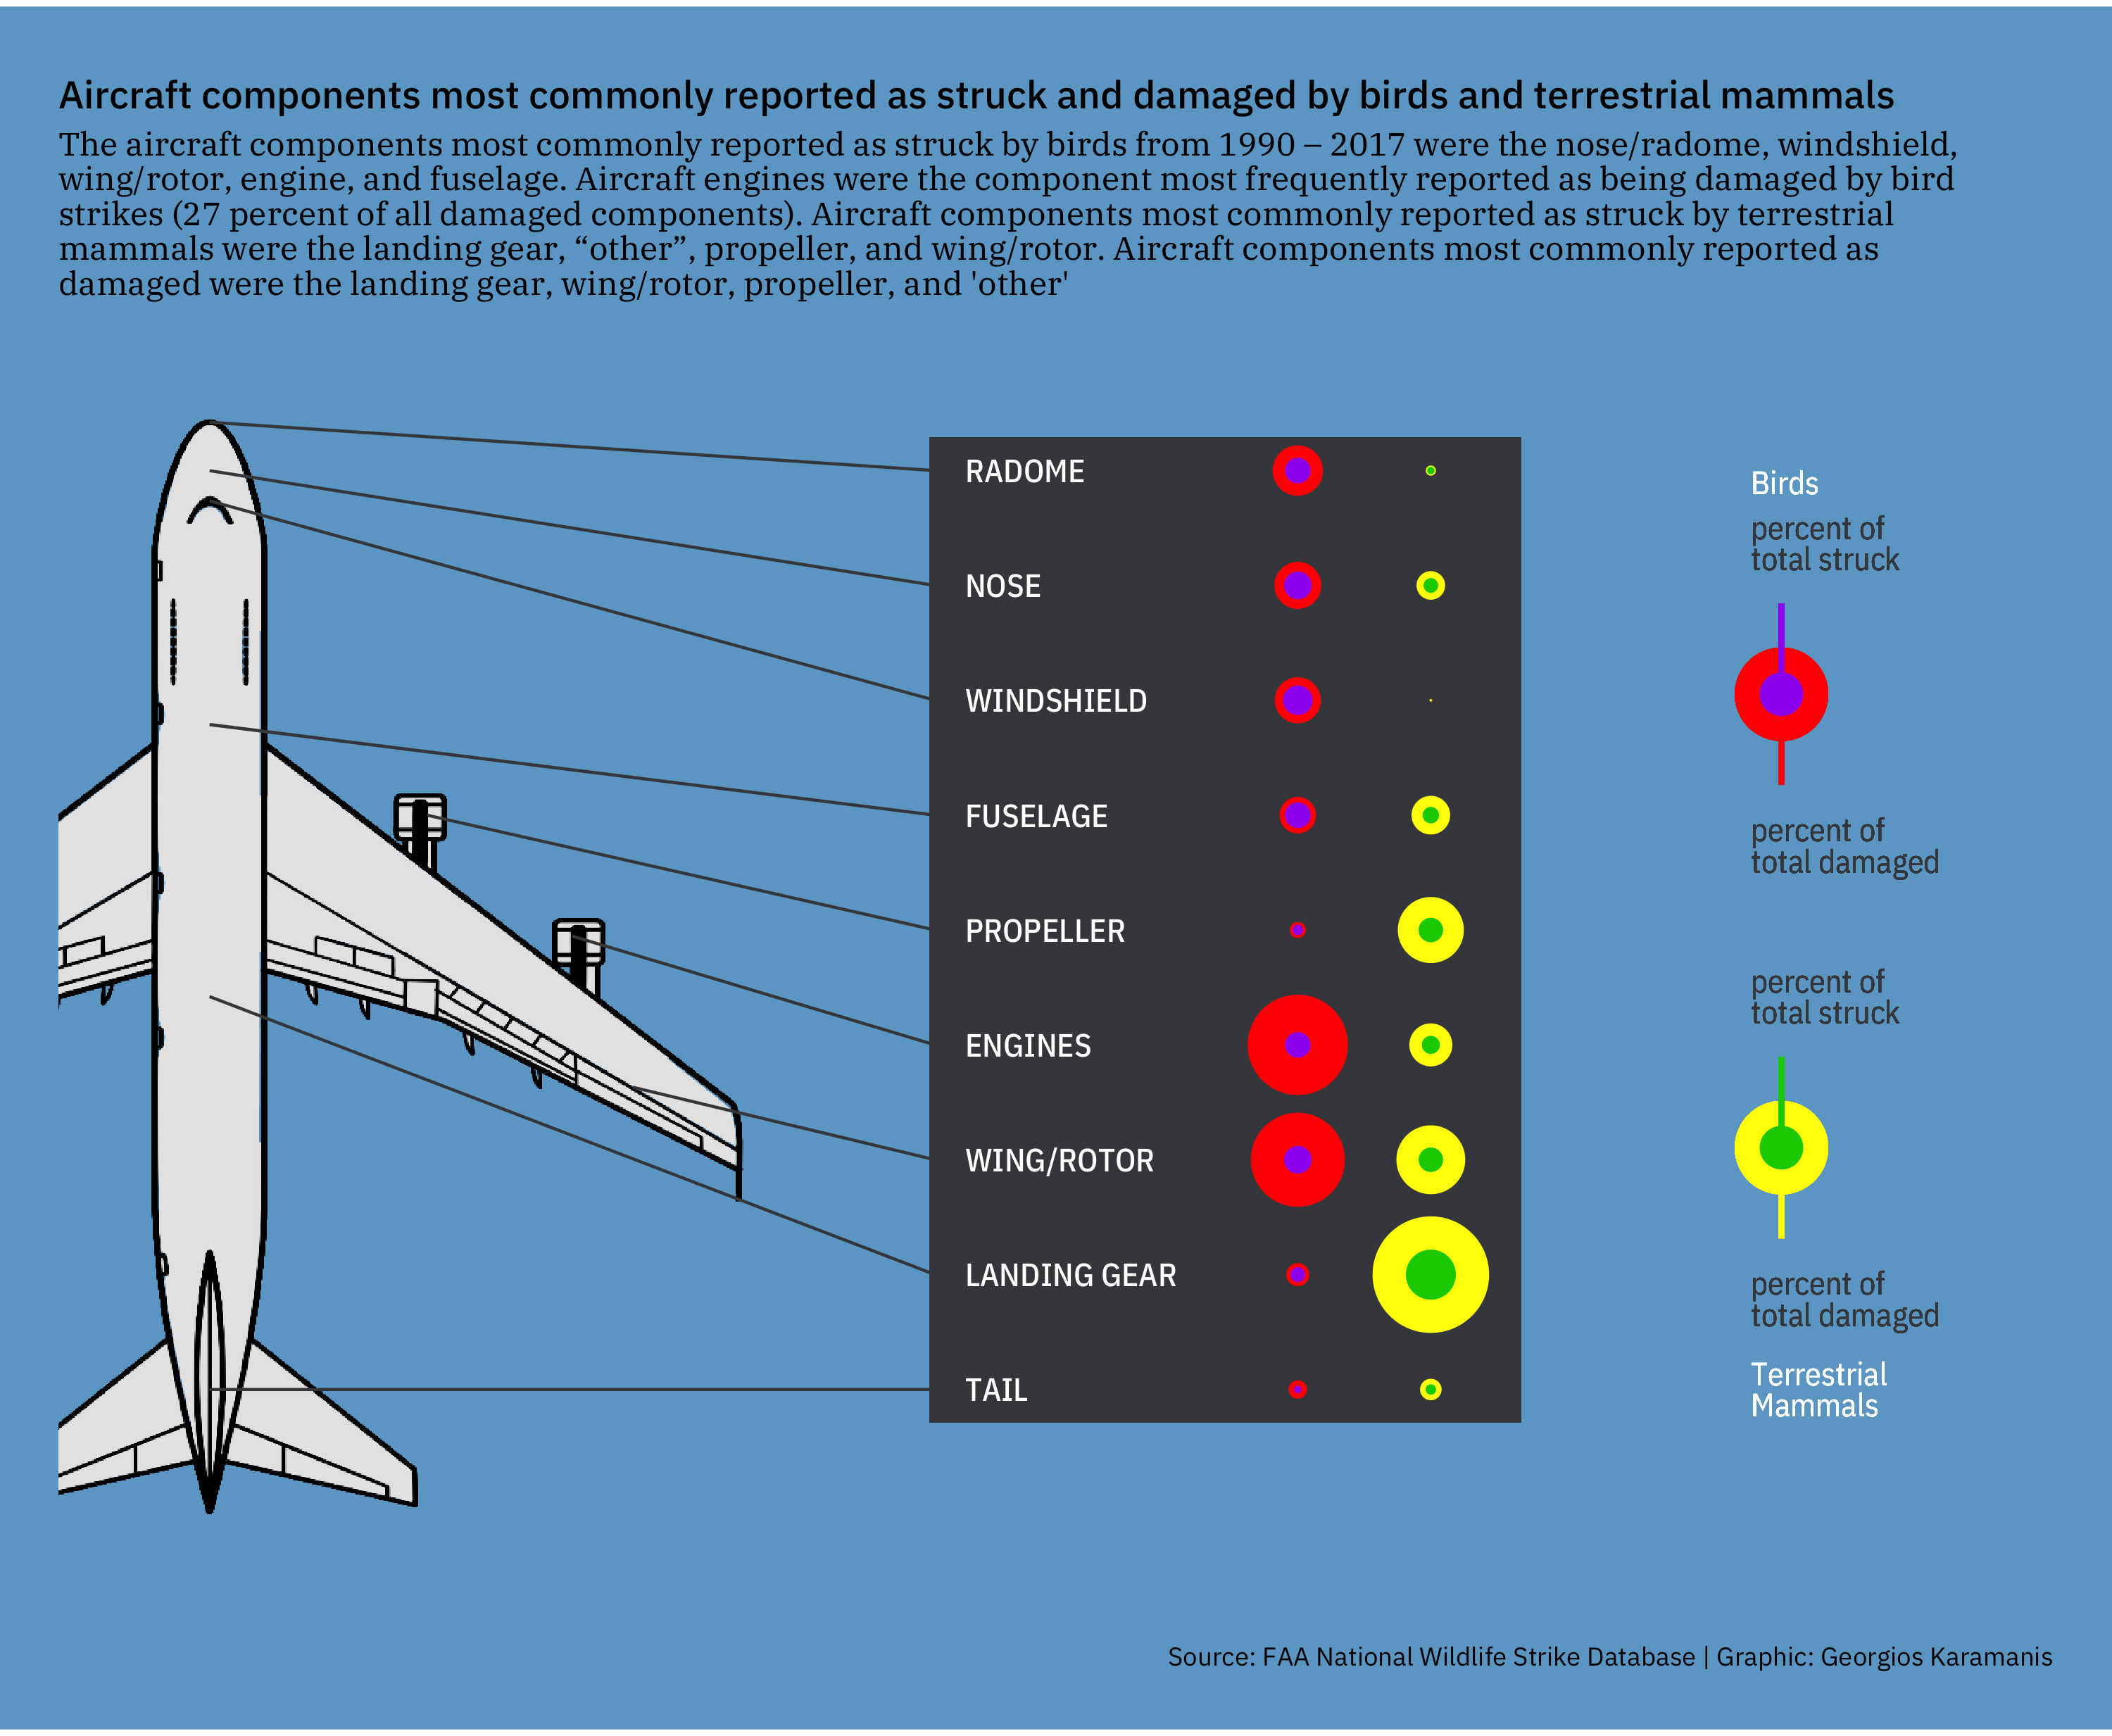 Aircraft components most commonly reported as struck and damaged by birds and terrestrial mammals
The aircraft components most commonly reported as struck by birds from 1990 – 2017 were the nose/radome, windshield,
wing/rotor, engine, and fuselage. Aircraft engines were the component most frequently reported as being damaged by bird
strikes (27 percent of all damaged components). Aircraft components most commonly reported as struck by terrestrial
mammals were the landing gear, “other”, propeller, and wing/rotor. Aircraft components most commonly reported as
damaged were the landing gear, wing/rotor, propeller, and 'other'
RADOME
NOSE
WINDSHIELD
FUSELAGE
PROPELLER
ENGINES
WING/ROTOR
LANDING GEAR
TAIL
Birds
percent of
total struck
percent of
total damaged
percent of
total struck
percent of
total damaged
Terrestrial
Mammals
Source: FAA National Wildlife Strike Database | Graphic: Georgios Karamanis